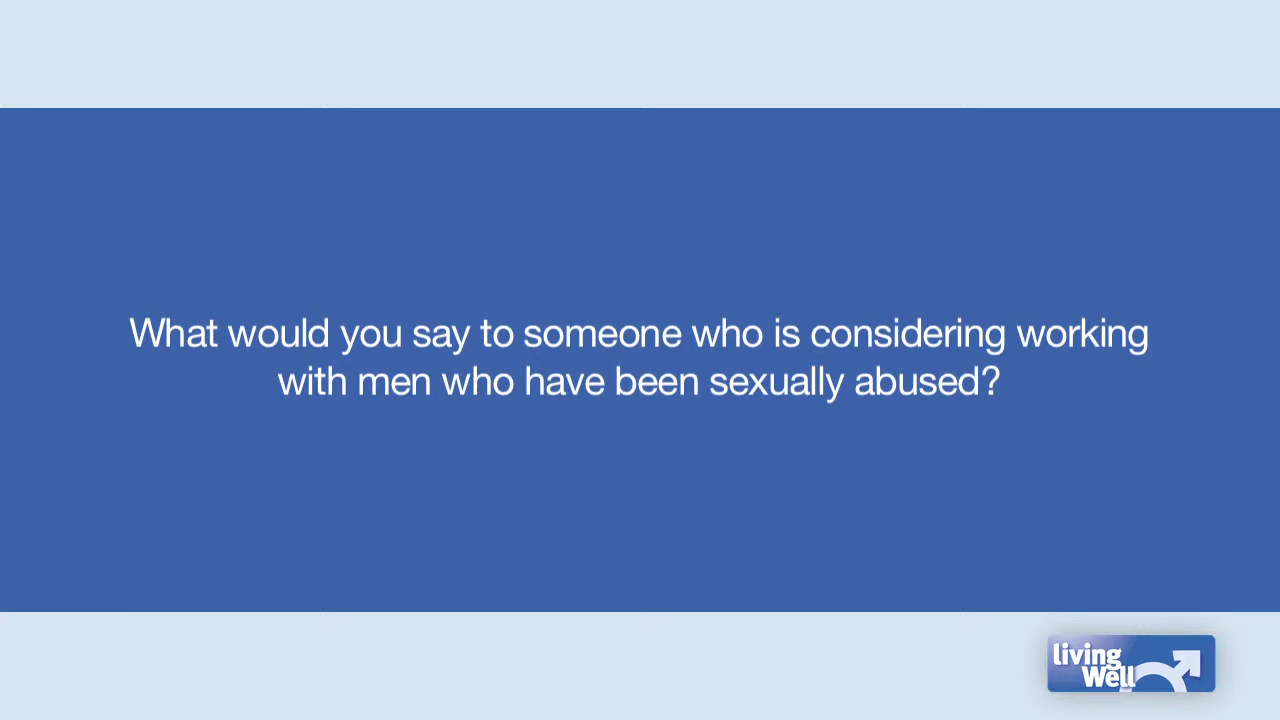 What would you say to someone who is considering working
with men who have been sexually abused?
living
Well